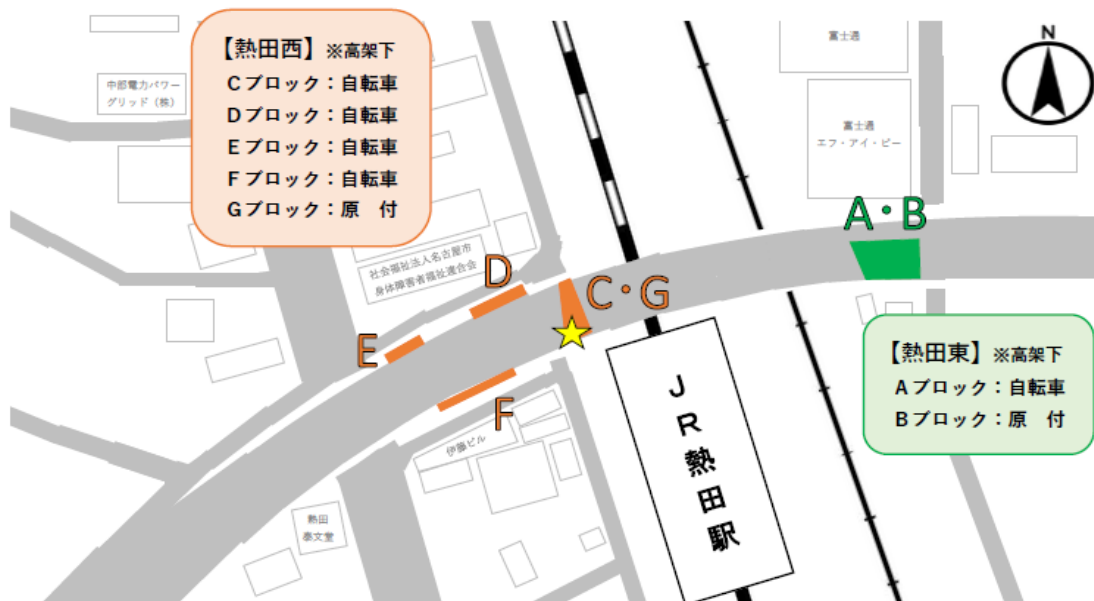 【熱田西】※高架下
Cブロック：自転車
Dブロック：自転車
Eブロック：自転車
Fブロック：自転車
Gブロック：原　付
中部電力パワー
グリッド（株）
富士通
富士通
エフ・アイ・ピー
N
A・B
社会福祉法人名古屋市
身体障害者福祉連合会
D
C・G
E
F
【熱田東】※高架下
Aブロック：自転車
Bブロック：原　付
JR熱田駅
伊藤ビル
熱田
泰文堂